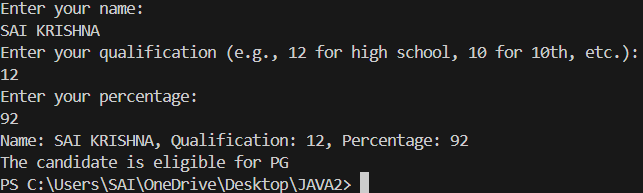 Enter your name:
SAI KRISHNA
Enter your qualification (e.g., 12 for high school, 10 for 10th, etc.):
12
Enter your percentage:
92
Name: SAI KRISHNA, Qualification: 12, Percentage: 92
The candidate is eligible for PG
PS C:\Users\SAI\OneDrive\Desktop\JAVA2>